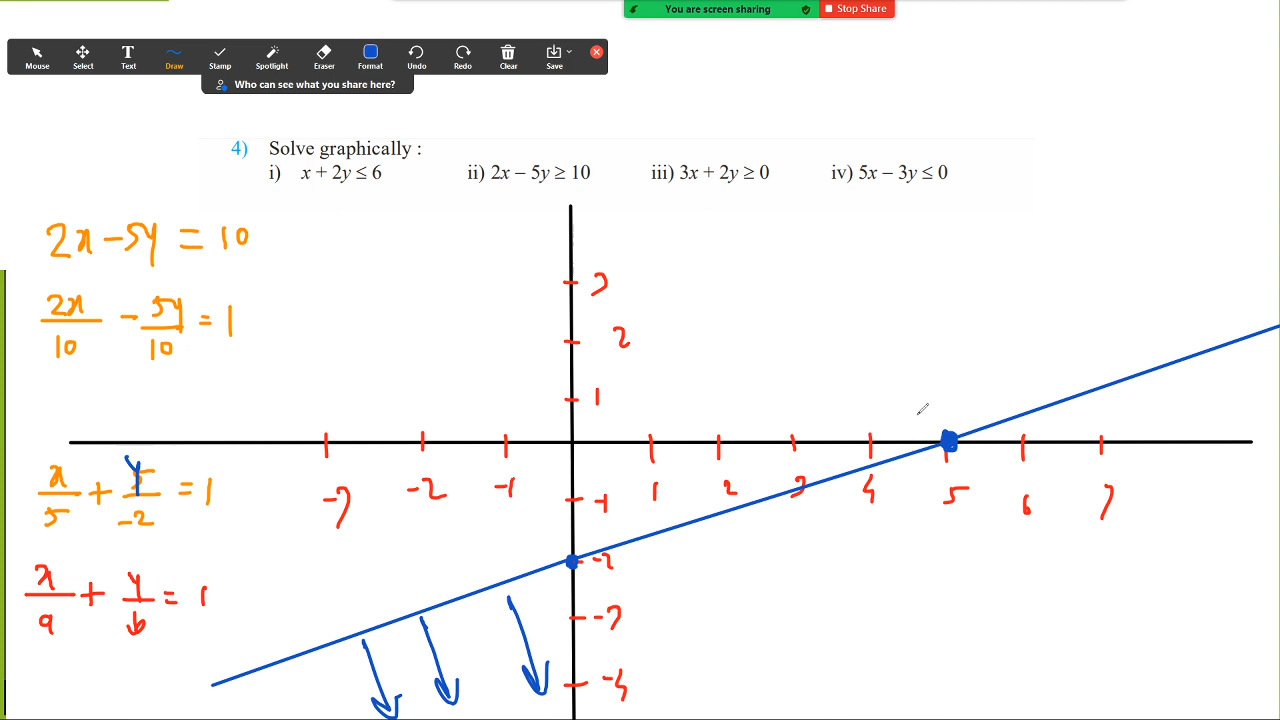 You are screen sharing
Stop Share
Mouse Select Text Draw Stamp Spotlight Eraser Format Undo Redo Clear Save
Who can see what you share here?
4) Solve graphically :
i) x + 2y ≤ 6 ii) 2x − 5y ≥ 10 iii) 3x + 2y ≥ 0 iv) 5x − 3y ≤ 0
2x − 5y = 10
2x/10 − 5y/10 = 1
x/5 + y/-2 = 1
x/a + y/b = 1
3
2
1
-3 -2 -1 1 2 3 4 5 6 7
-1
-2
-3
-4